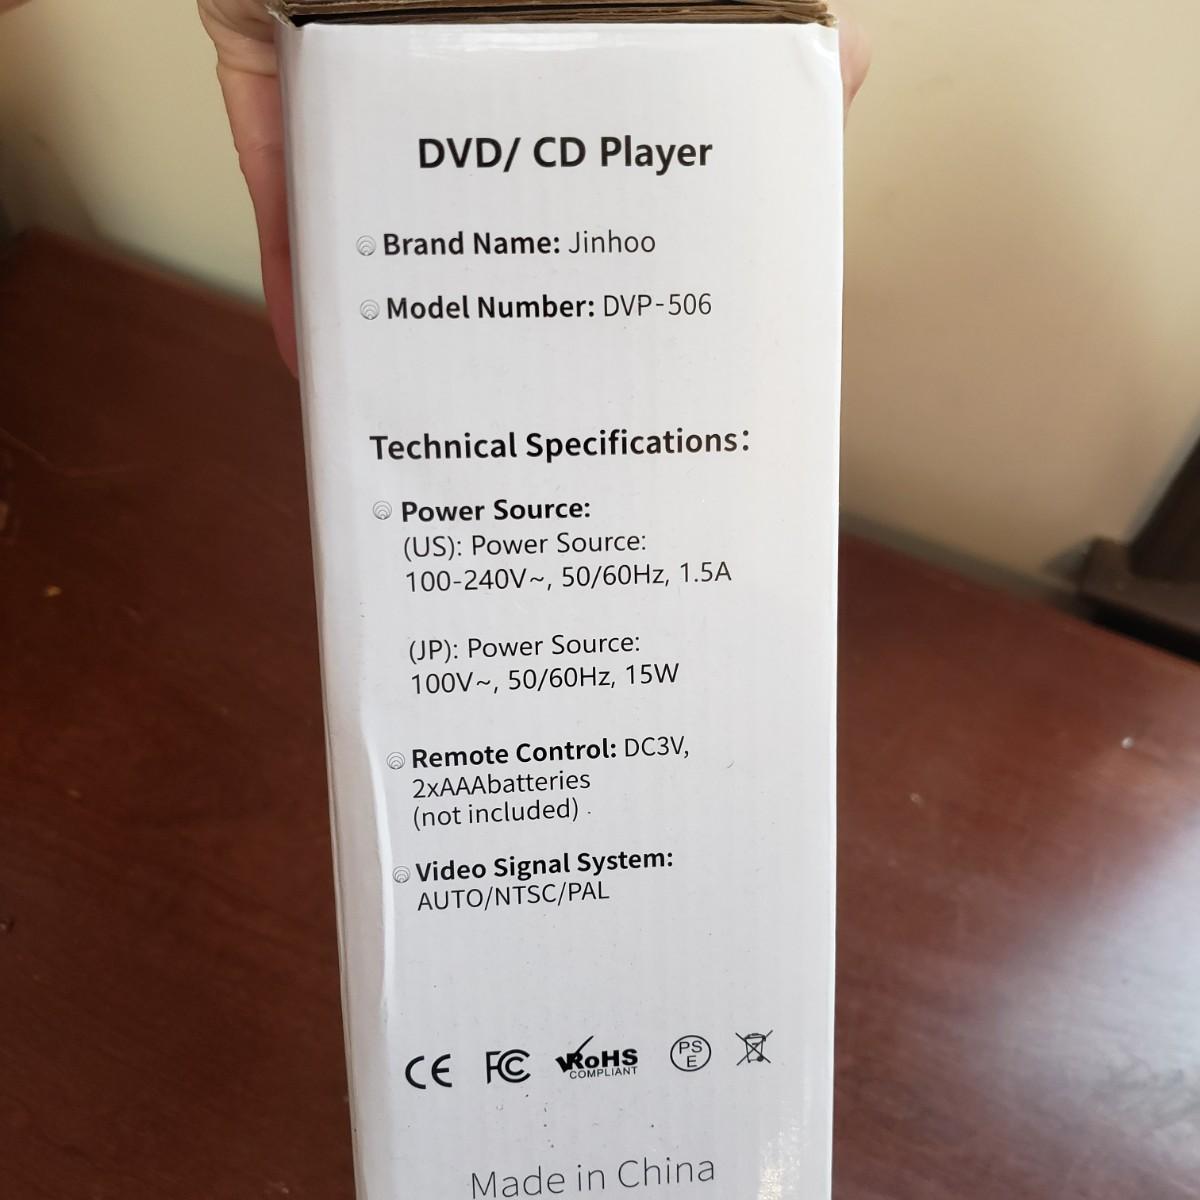 DVD/ CD Player
Brand Name: Jinhoo
Model Number: DVP-506
Technical Specifications:
Power Source:
(US): Power Source:
100-240V~, 50/60Hz, 1.5A
(JP): Power Source:
100V~, 50/60Hz, 15W
Remote Control: DC3V,
2xAAAbatteries
(not included)
Video Signal System:
AUTO/NTSC/PAL
CE FC RoHS PS
COMPLIANT E
Made in China